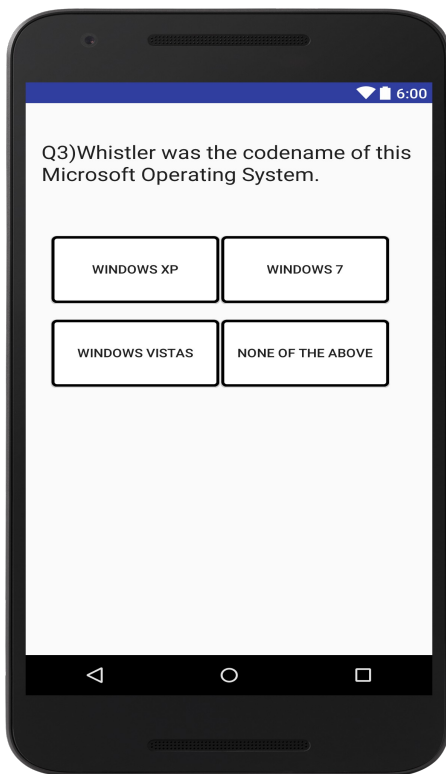 6:00
Q3)Whistler was the codename of this
Microsoft Operating System.
WINDOWS XP
WINDOWS 7
WINDOWS VISTAS
NONE OF THE ABOVE